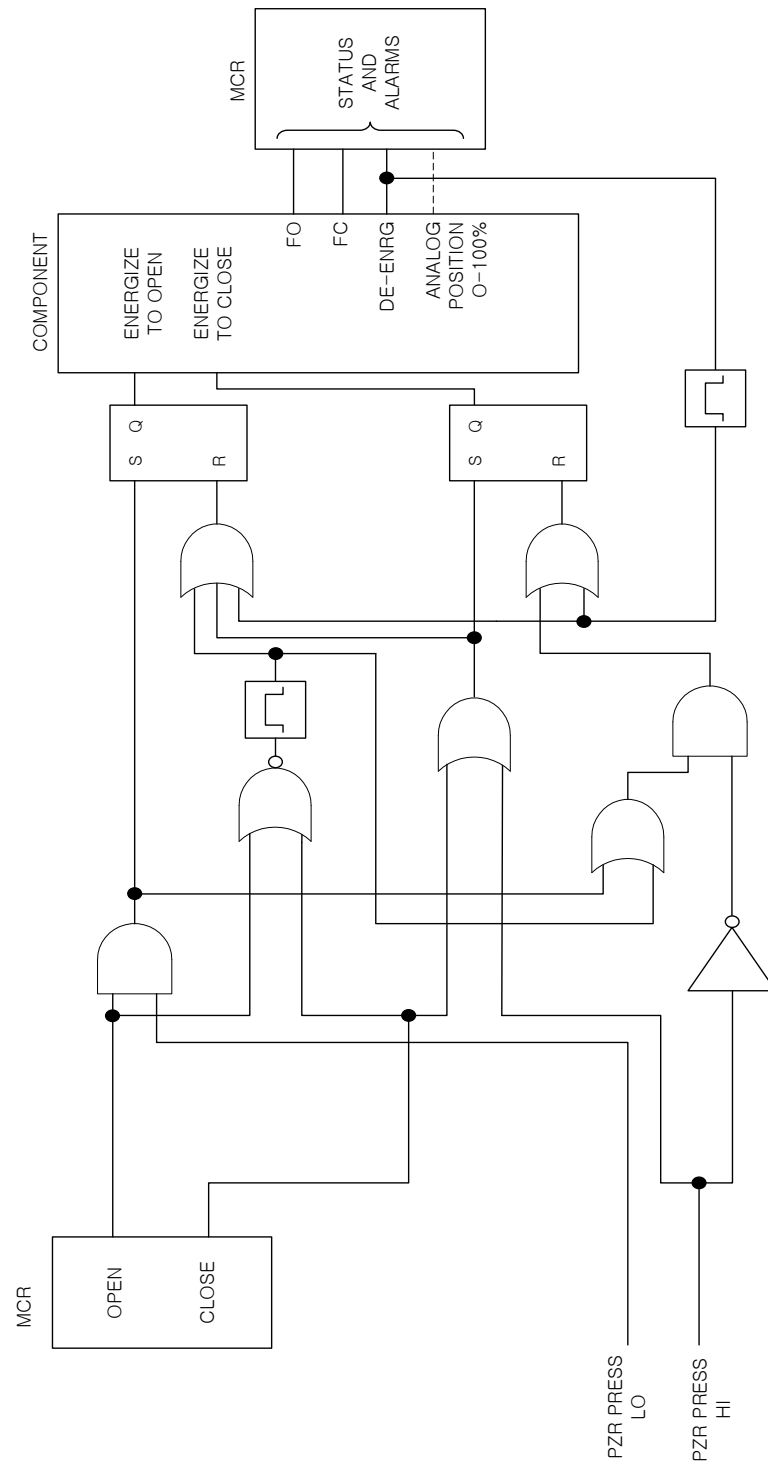 MCR
OPEN
CLOSE
PZR PRESS
LO
PZR PRESS
HI
S
Q
R
S
Q
R
COMPONENT
ENERGIZE
TO OPEN
ENERGIZE
TO CLOSE
FO
FC
DE-ENRG
ANALOG
POSITION
0-100%
MCR
STATUS
AND
ALARMS